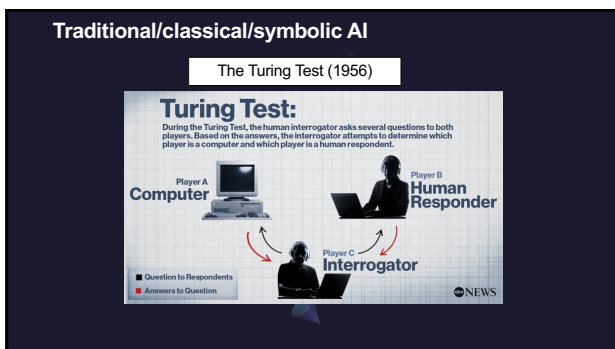 Traditional/classical/symbolic AI
The Turing Test (1956)
Turing Test:
During the Turing Test, the human interrogator asks several questions to both
players. Based on the answers, the interrogator attempts to determine which
player is a computer and which player is a human respondent.
Player A
Computer
Player B
Human
Responder
Player C
Interrogator
Question to Respondents
Answers to Question
abc NEWS